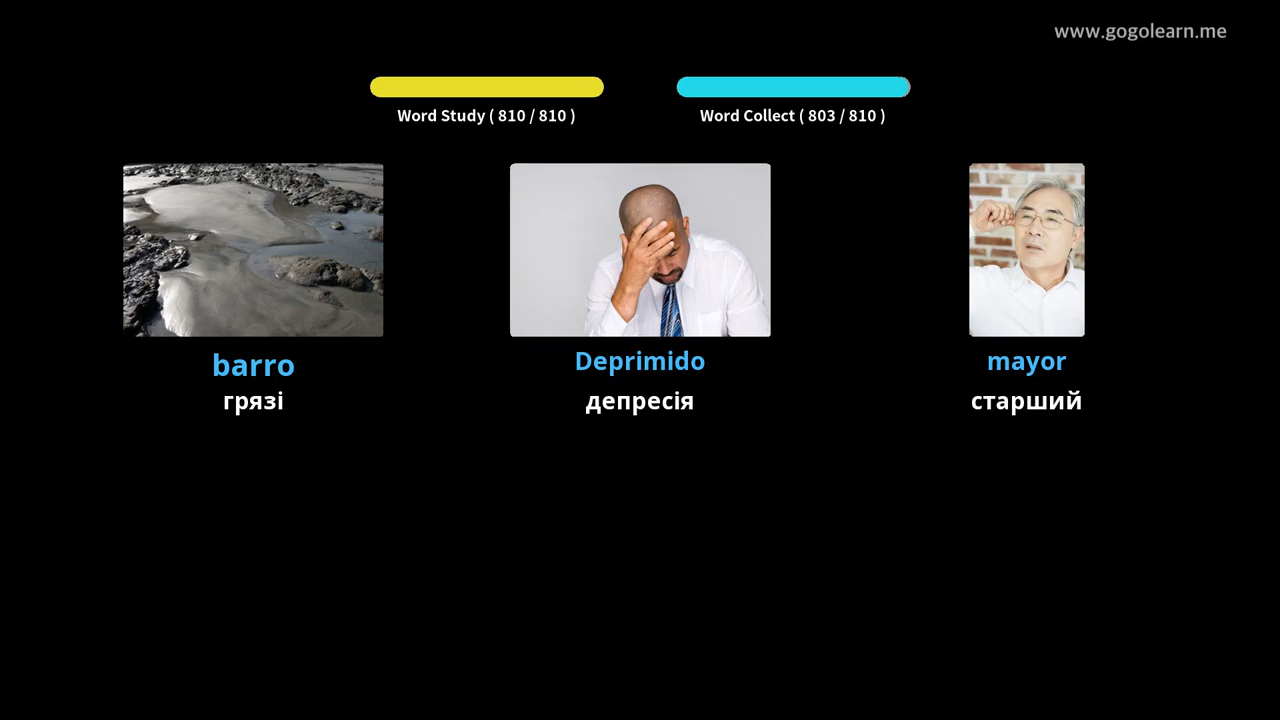 www.gogolearn.me
Word Study ( 810 / 810 )
Word Collect ( 803 / 810 )
barro
Deprimido
mayor
грязі
депресія
старший